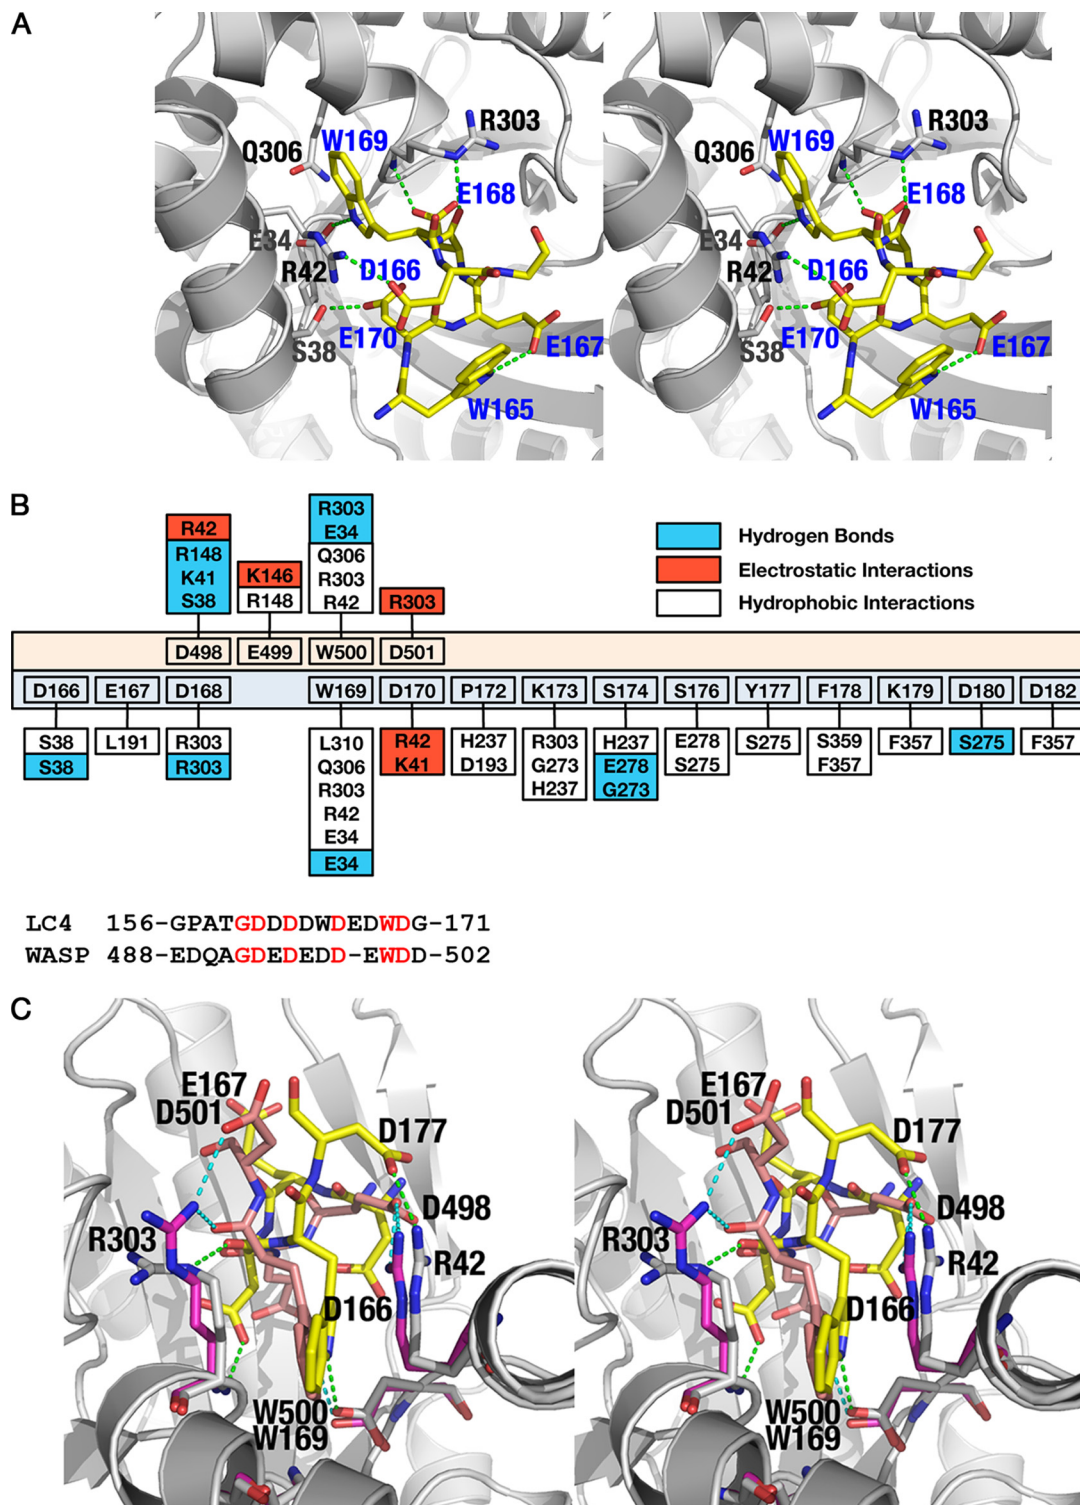 A
R303
W169
Q306
E168
E34
R42
D166
S38
E170
E167
W165
R303
W169
Q306
E168
E34
R42
D166
S38
E170
E167
W165
B
R42
R148
K41
S38
K146
R148
R303
E34
Q306
R303
R42
R303
Hydrogen Bonds
Electrostatic Interactions
Hydrophobic Interactions
D498 E499 W500 D501
D166 E167 D168 W169 D170 P172 K173 S174 S176 Y177 F178 K179 D180 D182
S38
S38
L191
R303
R303
L310
Q306
R303
R42
E34
E34
R42
K41
H237
D193
R303
G273
H237
H237
E278
G273
E278
S275
S275
S359
F357
F357
S275
F357
LC4 156-GPATGDDDDWDEDWDG-171
WASP 488-EDQAGDEDEDD-EWDD-502
C
E167
D501
D177
D498
R303
R42
D166
W500
W169
E167
D501
D177
D498
R303
R42
D166
W500
W169